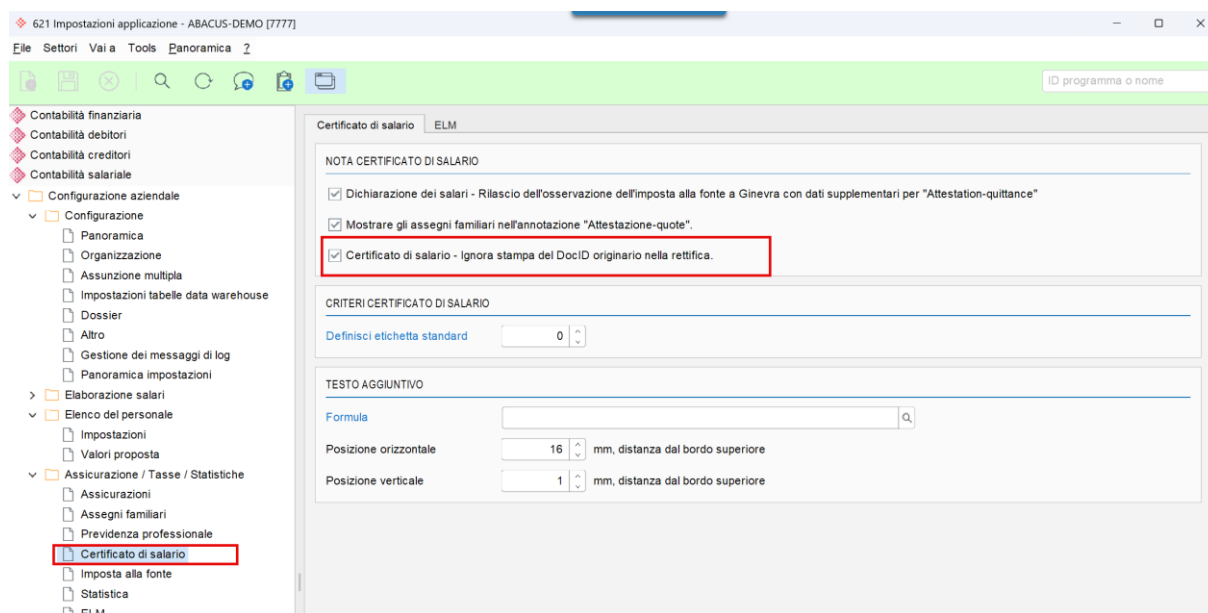 621 Impostazioni applicazione - ABACUS-DEMO [7777]
File Settori Vai a Tools Panoramica ?
ID programma o nome
Contabilità finanziaria
Contabilità debitori
Contabilità creditori
Contabilità salariale
Configurazione aziendale
Configurazione
Panoramica
Organizzazione
Assunzione multipla
Impostazioni tabelle data warehouse
Dossier
Altro
Gestione dei messaggi di log
Panoramica impostazioni
Elaborazione salari
Elenco del personale
Impostazioni
Valori proposta
Assicurazione / Tasse / Statistiche
Assicurazioni
Assegni familiari
Previdenza professionale
Certificato di salario
Imposta alla fonte
Statistica
ELM
Certificato di salario ELM
NOTA CERTIFICATO DI SALARIO
Dichiarazione dei salari - Rilascio dell'osservazione dell'imposta alla fonte a Ginevra con dati supplementari per "Attestation-quittance"
Mostrare gli assegni familiari nell'annotazione "Attestazione-quote".
Certificato di salario - Ignora stampa del DocID originario nella rettifica.
CRITERI CERTIFICATO DI SALARIO
Definisci etichetta standard 0
TESTO AGGIUNTIVO
Formula
Posizione orizzontale 16 mm, distanza dal bordo superiore
Posizione verticale 1 mm, distanza dal bordo superiore